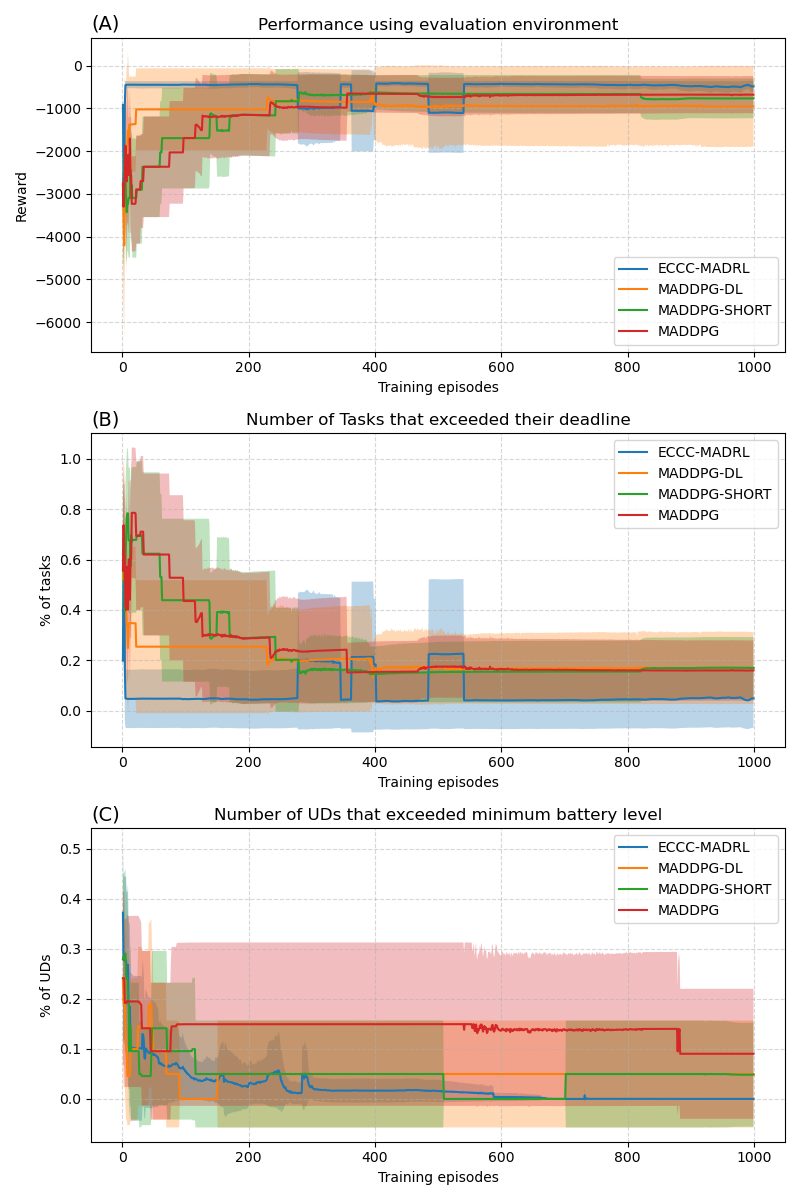 (A)
Performance using evaluation environment
0
−1000
−2000
−3000
−4000
−5000
−6000
Reward
ECCC-MADRL
MADDPG-DL
MADDPG-SHORT
MADDPG
0 200 400 600 800 1000
Training episodes
(B)
Number of Tasks that exceeded their deadline
1.0
0.8
0.6
0.4
0.2
0.0
% of tasks
ECCC-MADRL
MADDPG-DL
MADDPG-SHORT
MADDPG
0 200 400 600 800 1000
Training episodes
(C)
Number of UDs that exceeded minimum battery level
0.5
0.4
0.3
0.2
0.1
0.0
% of UDs
ECCC-MADRL
MADDPG-DL
MADDPG-SHORT
MADDPG
0 200 400 600 800 1000
Training episodes